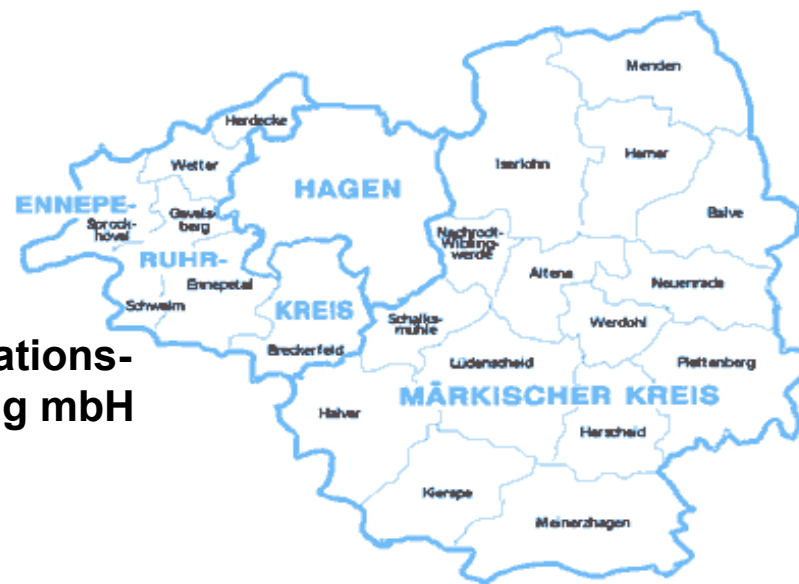 Menden
Herdecke
Wetter
Iserlohn
Hemer
HAGEN
ENNEPE-
Sprock-
hövel
Gevels-
berg
Balve
Nachrodt-
Wibling-
werde
RUHR-
Ennepetal
Altena
Neuenrade
Schwelm
KREIS
Schalks-
mühle
Werdohl
Breckerfeld
Lüdenscheid
Plettenberg
ations-
g mbH
MÄRKISCHER KREIS
Halver
Herscheid
Kierspe
Meinerzhagen